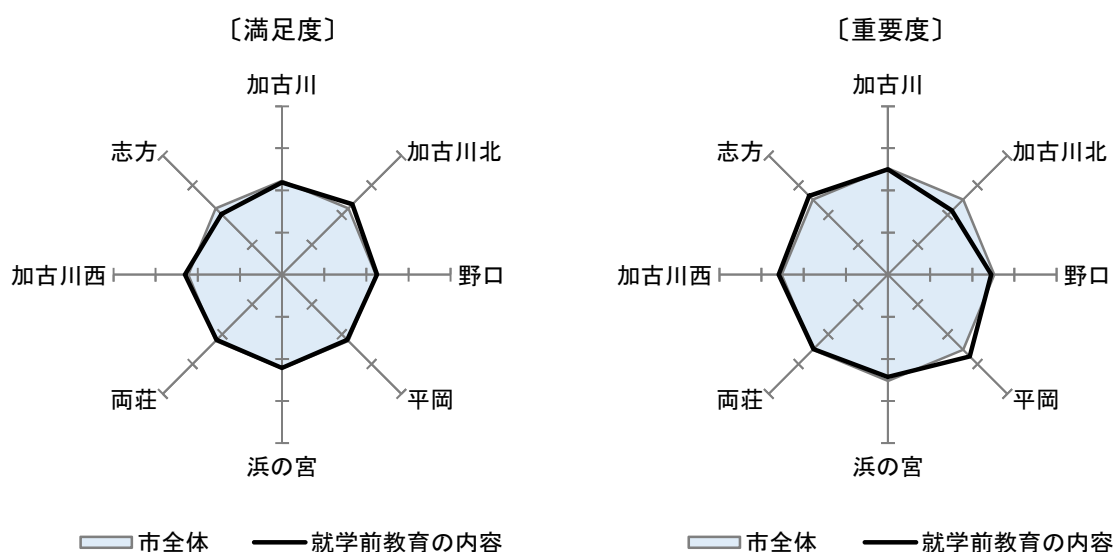 〔満足度〕
加古川
加古川北
野口
平岡
浜の宮
両荘
加古川西
志方
市全体
就学前教育の内容
〔重要度〕
加古川
加古川北
野口
平岡
浜の宮
両荘
加古川西
志方
市全体
就学前教育の内容